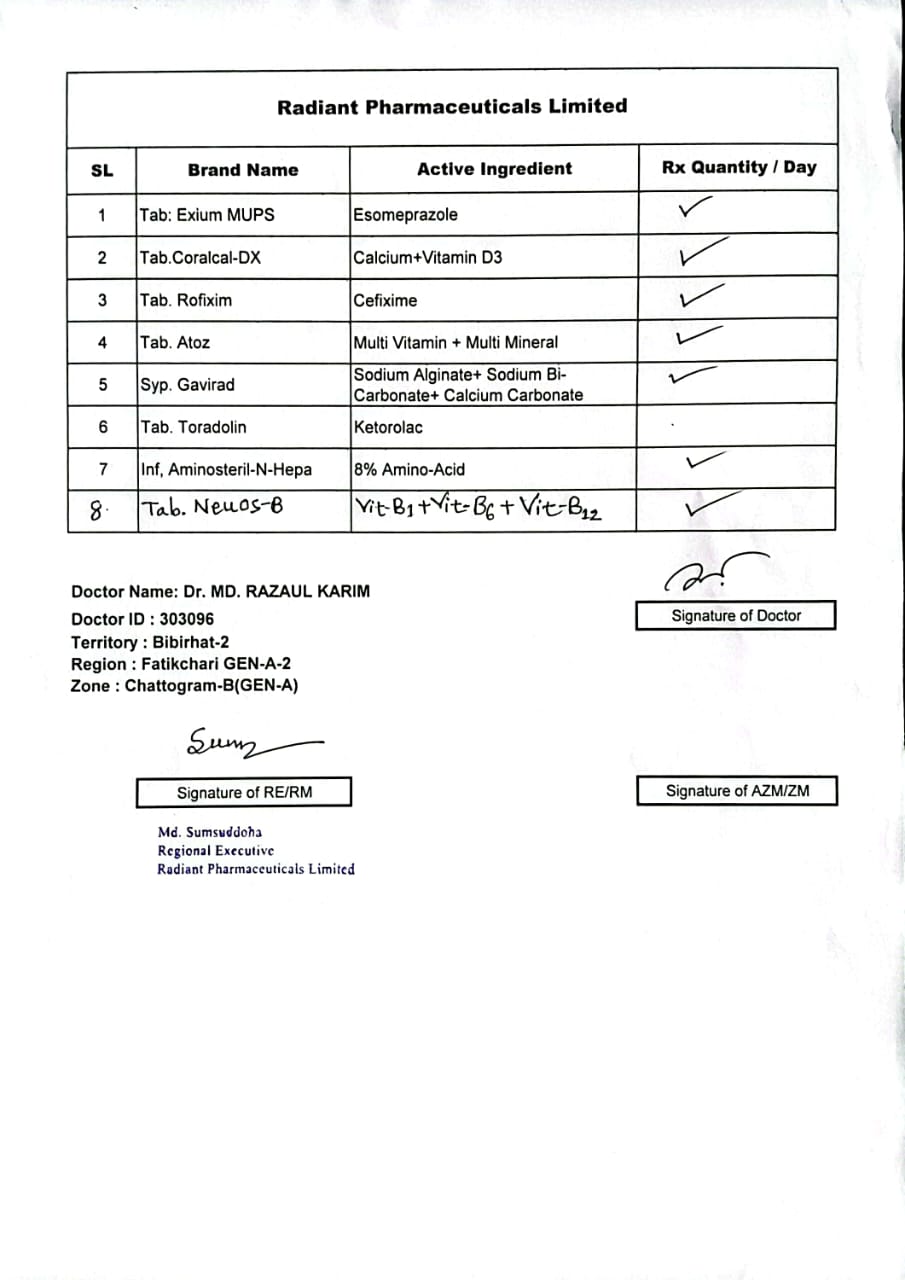 Radiant Pharmaceuticals Limited
SL Brand Name Active Ingredient Rx Quantity / Day
1 Tab: Exium MUPS Esomeprazole ✓
2 Tab.Coralcal-DX Calcium+Vitamin D3 ✓
3 Tab. Rofixim Cefixime ✓
4 Tab. Atoz Multi Vitamin + Multi Mineral ✓
5 Syp. Gavirad Sodium Alginate+ Sodium Bi-
Carbonate+ Calcium Carbonate ✓
6 Tab. Toradolin Ketorolac
7 Inf, Aminosteril-N-Hepa 8% Amino-Acid ✓
8. Tab. Neuos-B Vit-B1+Vit-B6+Vit-B12 ✓
Doctor Name: Dr. MD. RAZAUL KARIM
Signature of Doctor
Doctor ID : 303096
Territory : Bibirhat-2
Region : Fatikchari GEN-A-2
Zone : Chattogram-B(GEN-A)
Signature of RE/RM
Signature of AZM/ZM
Md. Sumsuddoha
Regional Executive
Radiant Pharmaceuticals Limited